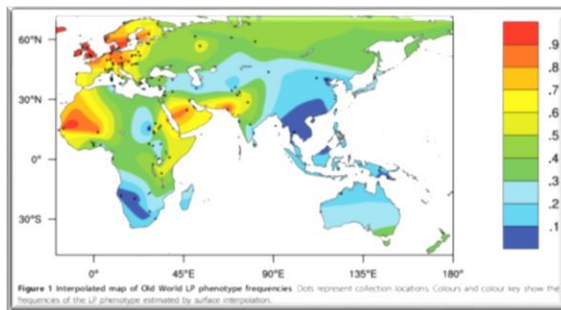 60°N
30°N
0°
30°S
0° 45°E 90°E 135°E 180°
.9
.8
.7
.6
.5
.4
.3
.2
.1
Figure 1 Interpolated map of Old World LP phenotype frequencies. Dots represent collection locations. Colours and colour key show the
frequencies of the LP phenotype estimated by surface interpolation.